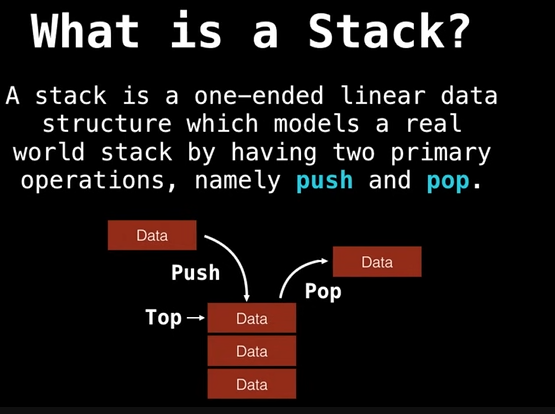 What is a Stack?
A stack is a one-ended linear data
structure which models a real
world stack by having two primary
operations, namely push and pop.
Data
Data
Push
Pop
Top
Data
Data
Data